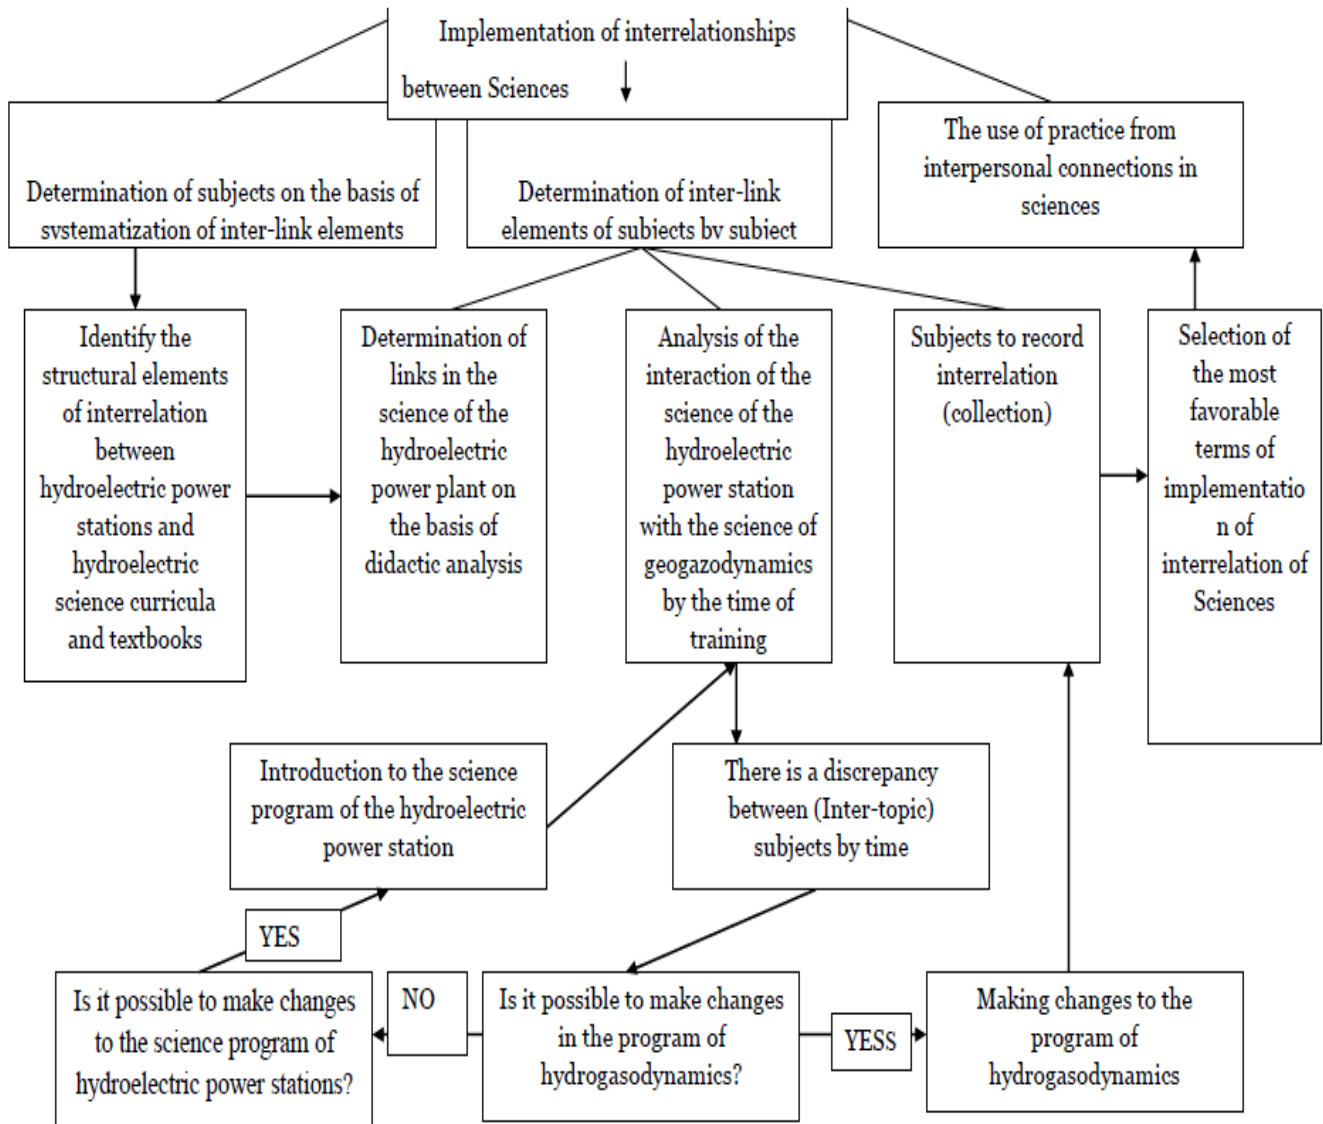 Implementation of interrelationships
between Sciences
Determination of subjects on the basis of
systematization of inter-link elements
Determination of inter-link
elements of subjects by subject
The use of practice from
interpersonal connections in
sciences
Identify the
structural elements
of interrelation
between
hydroelectric power
stations and
hydroelectric
science curricula
and textbooks
Determination of
links in the
science of the
hydroelectric
power plant on
the basis of
didactic analysis
Analysis of the
interaction of the
science of the
hydroelectric
power station
with the science of
geogazodynamics
by the time of
training
Subjects to record
interrelation
(collection)
Selection of
the most
favorable
terms of
implementatio
n of
interrelation of
Sciences
Introduction to the science
program of the hydroelectric
power station
There is a discrepancy
between (Inter-topic)
subjects by time
YES
Is it possible to make changes
to the science program of
hydroelectric power stations?
NO
Is it possible to make changes
in the program of
hydrogasodynamics?
YESS
Making changes to the
program of
hydrogasodynamics